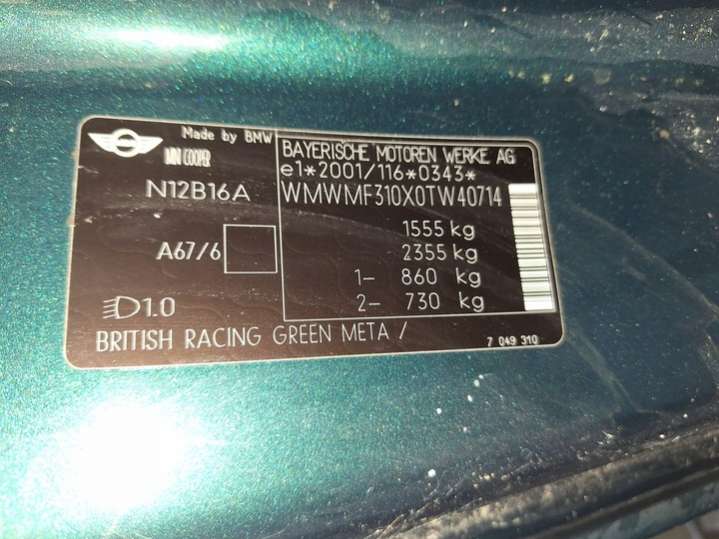 Made by BMW
MINI COOPER
N12B16A
A67/6
1.0
BRITISH RACING GREEN META /
BAYERISCHE MOTOREN WERKE AG
e1*2001/116*0343*
WMWMF310X0TW40714
1555 kg
2355 kg
1- 860 kg
2- 730 kg
7 049 310